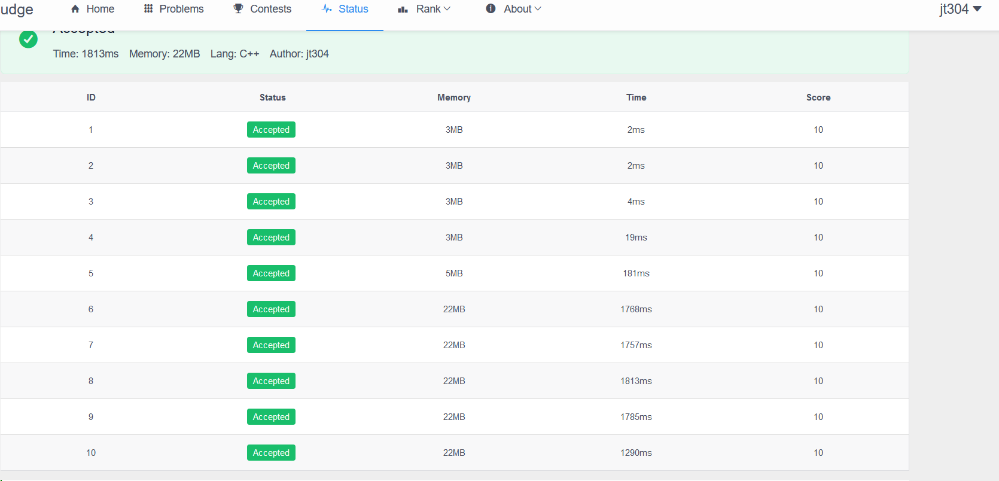 udge Home Problems Contests Status Rank About jt304
Accepted
Time: 1813ms Memory: 22MB Lang: C++ Author: jt304
ID Status Memory Time Score
1 Accepted 3MB 2ms 10
2 Accepted 3MB 2ms 10
3 Accepted 3MB 4ms 10
4 Accepted 3MB 19ms 10
5 Accepted 5MB 181ms 10
6 Accepted 22MB 1768ms 10
7 Accepted 22MB 1757ms 10
8 Accepted 22MB 1813ms 10
9 Accepted 22MB 1785ms 10
10 Accepted 22MB 1290ms 10